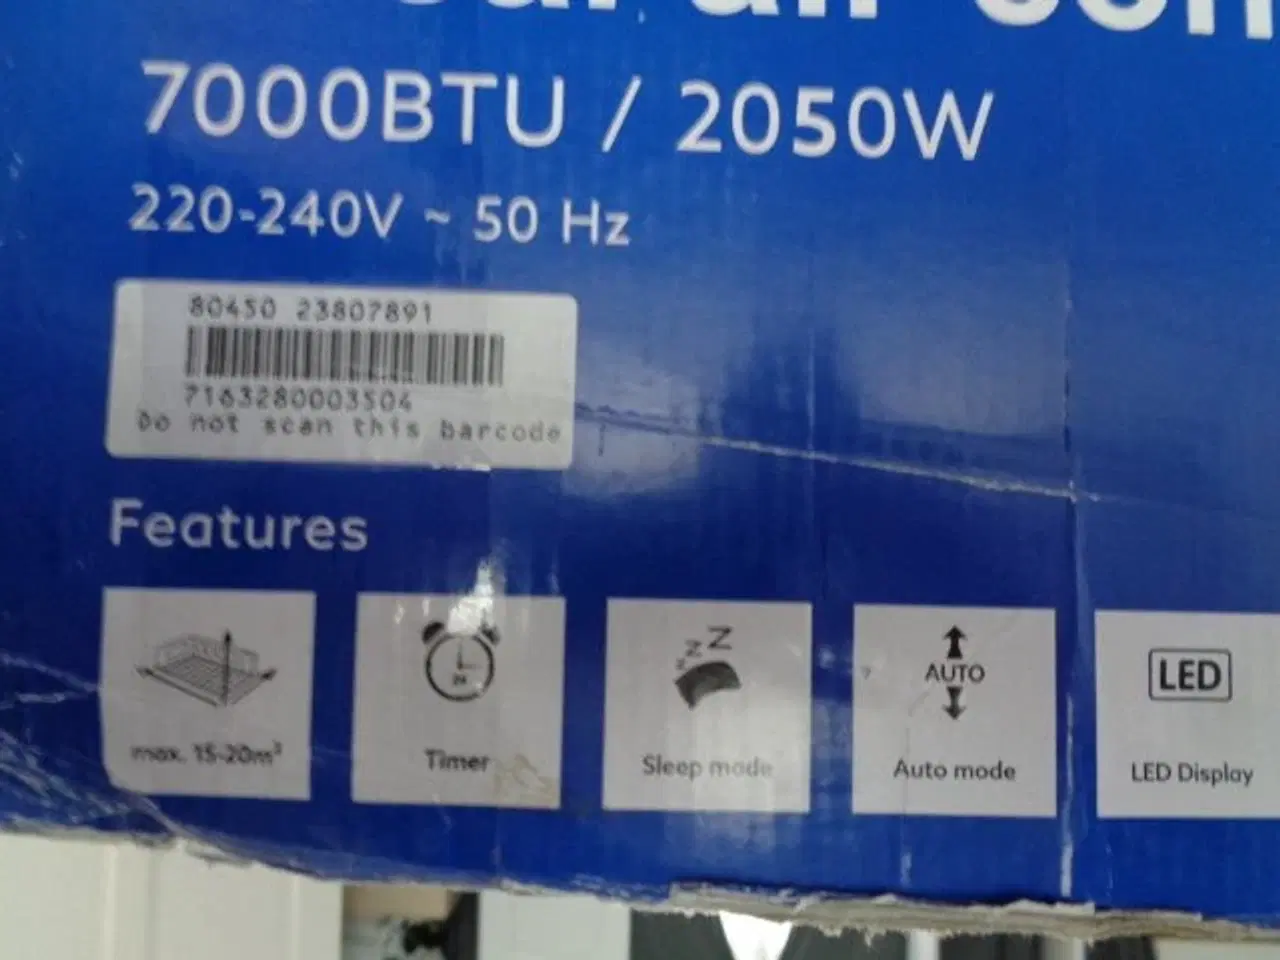 7000BTU / 2050W
220-240V ~ 50 Hz
80450 23807891
7163280003504
Do not scan this barcode
Features
max. 15-20m²
Timer
Sleep mode
AUTO
Auto mode
LED
LED Display